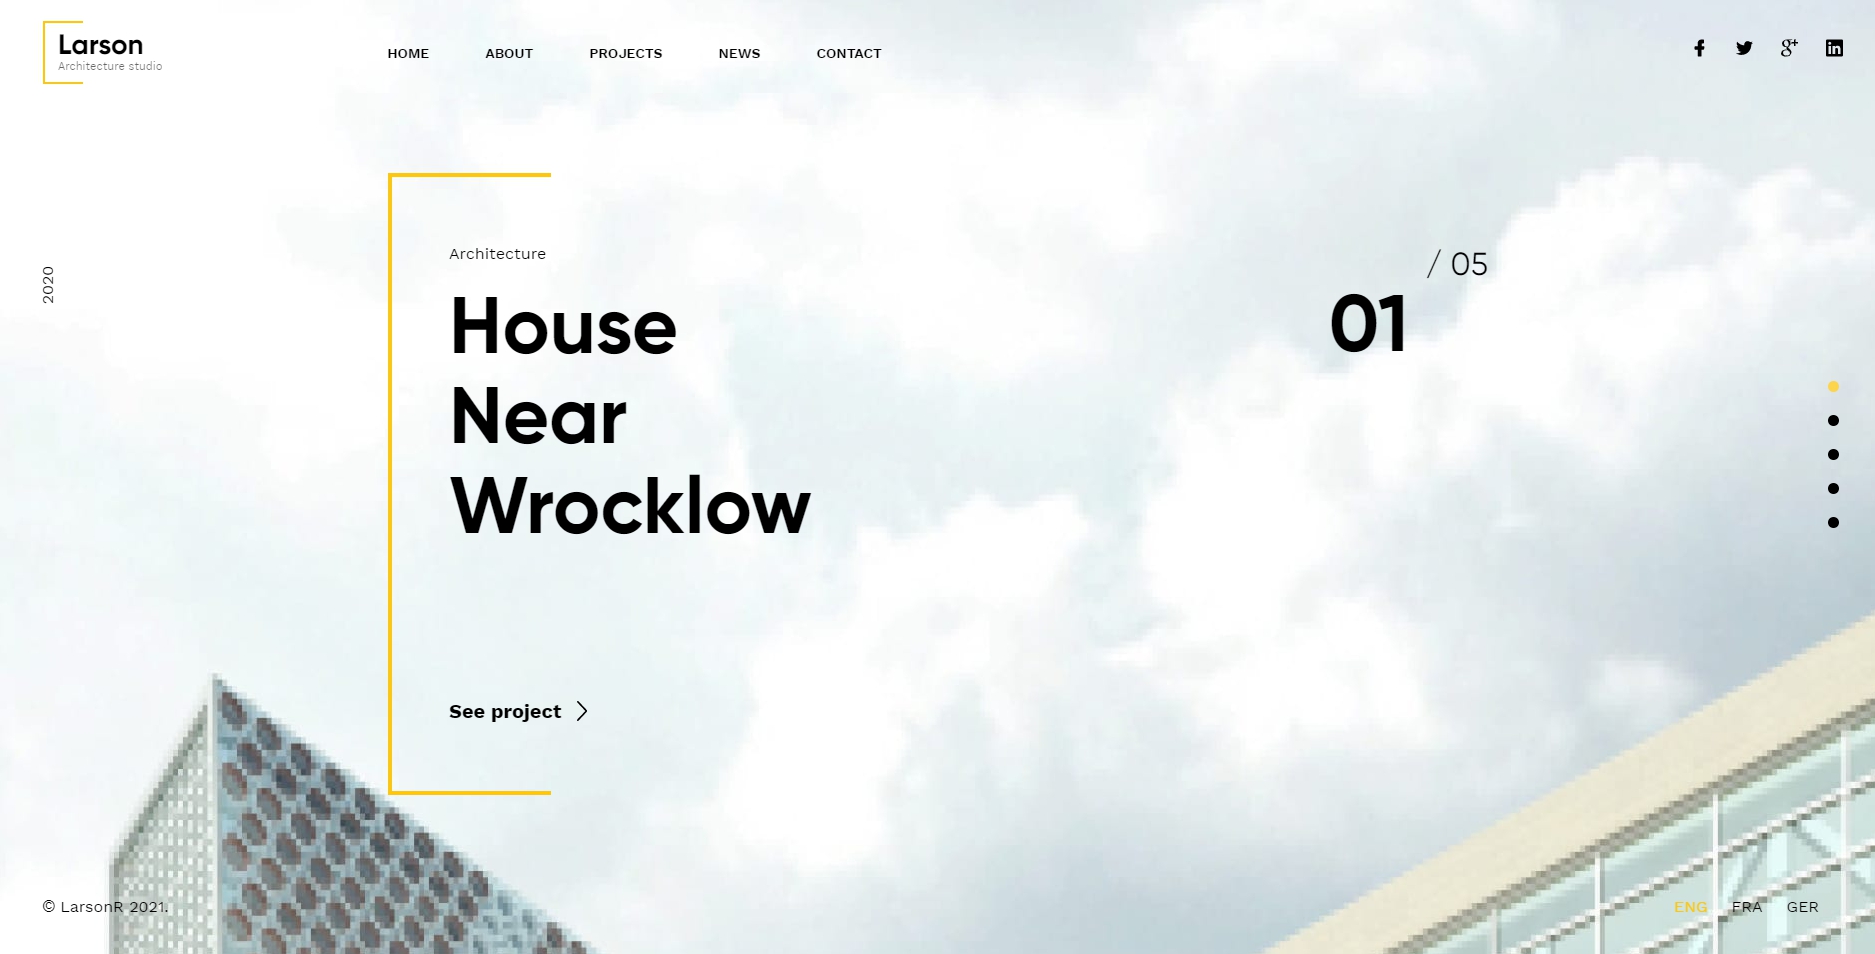 Larson
Architecture studio
HOME ABOUT PROJECTS NEWS CONTACT
2020
Architecture
House
Near
Wrocklow
/ 05
01
See project
© LarsonR 2021.
ENG FRA GER